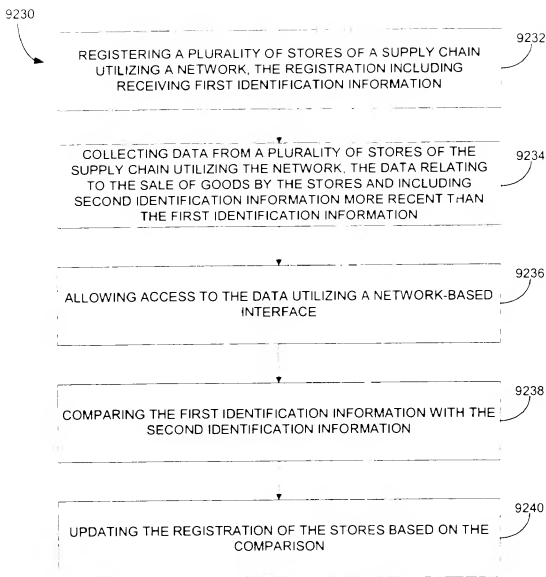 9230
9232
REGISTERING A PLURALITY OF STORES OF A SUPPLY CHAIN
UTILIZING A NETWORK, THE REGISTRATION INCLUDING
RECEIVING FIRST IDENTIFICATION INFORMATION
9234
COLLECTING DATA FROM A PLURALITY OF STORES OF THE
SUPPLY CHAIN UTILIZING THE NETWORK, THE DATA RELATING
TO THE SALE OF GOODS BY THE STORES AND INCLUDING
SECOND IDENTIFICATION INFORMATION MORE RECENT THAN
THE FIRST IDENTIFICATION INFORMATION
9236
ALLOWING ACCESS TO THE DATA UTILIZING A NETWORK-BASED
INTERFACE
9238
COMPARING THE FIRST IDENTIFICATION INFORMATION WITH THE
SECOND IDENTIFICATION INFORMATION
9240
UPDATING THE REGISTRATION OF THE STORES BASED ON THE
COMPARISON